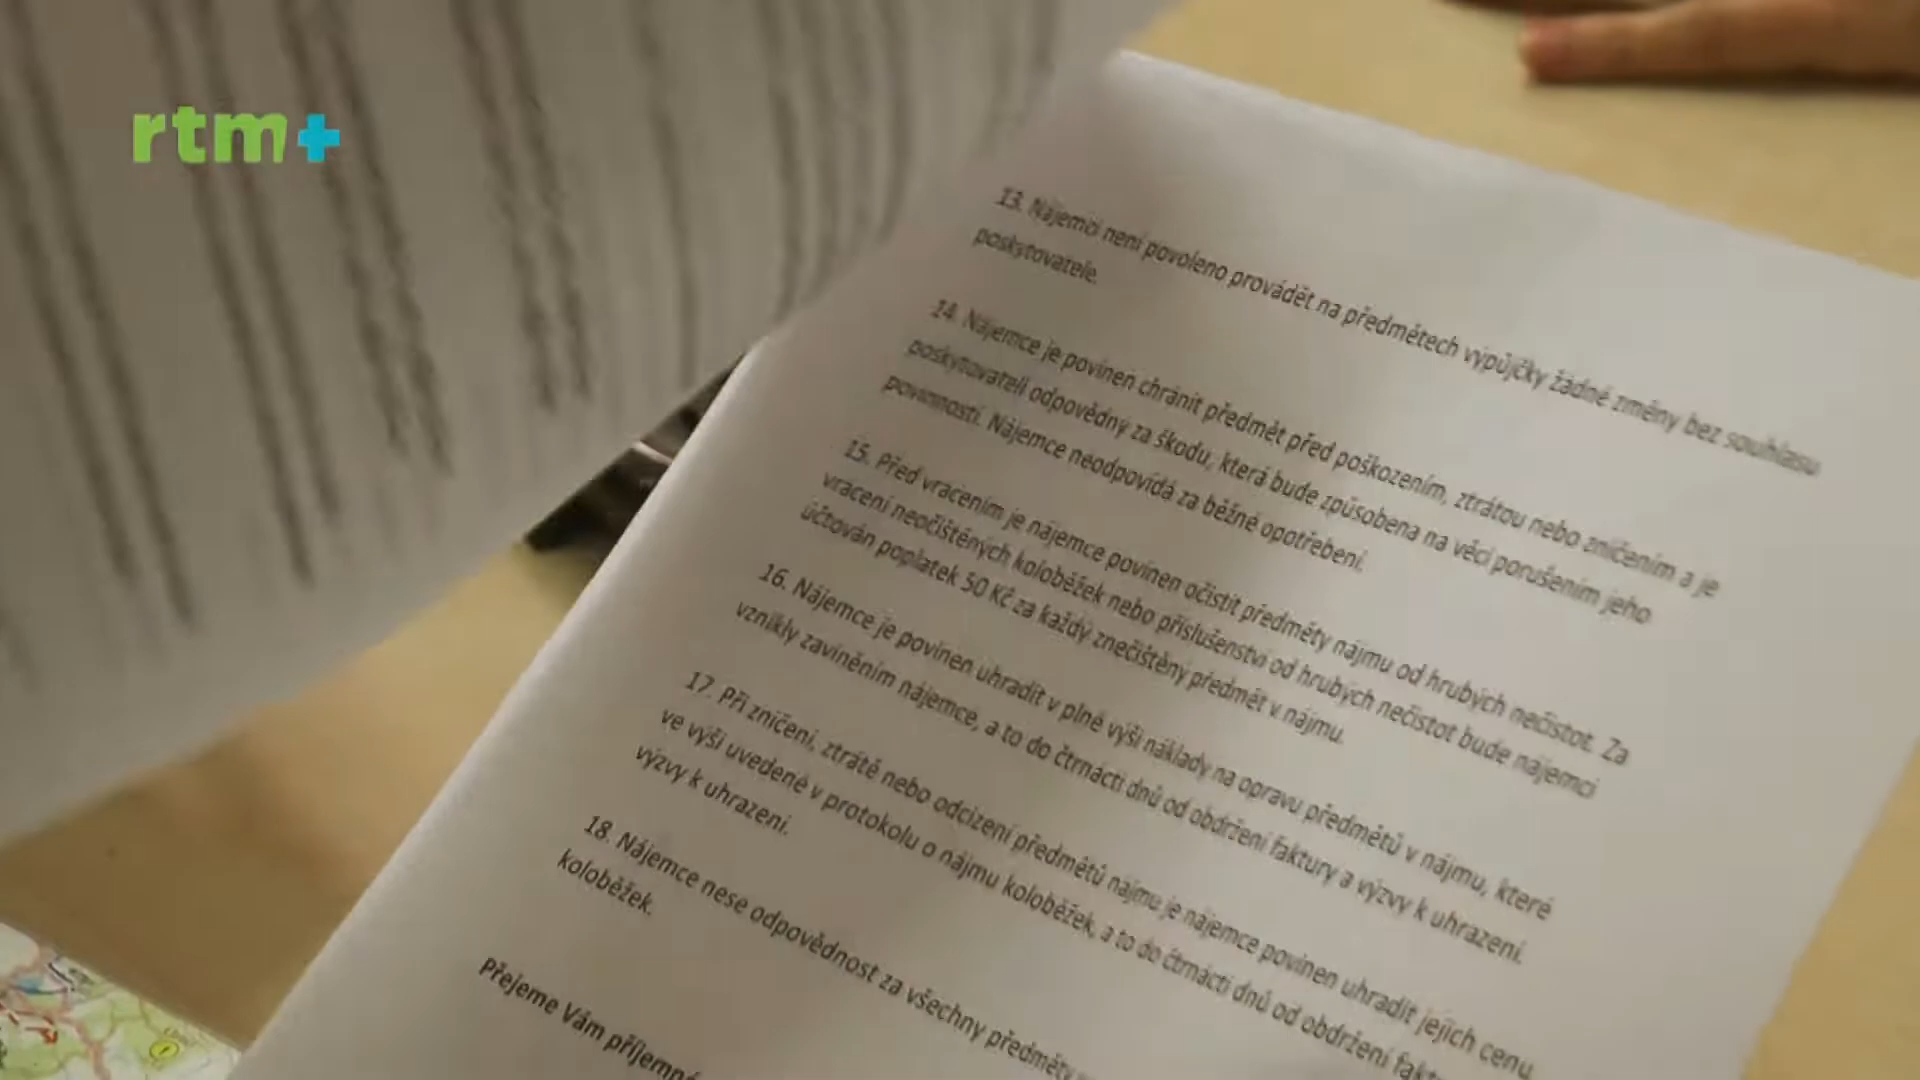 rtm+
13. Nájemci není povoleno provádět na předmětech výpůjčky žádné změny bez souhlasu
poskytovatele.
14. Nájemce je povinen chránit předmět před poškozením, ztrátou nebo zničením a je
poskytovateli odpovědný za škodu, která bude způsobena na věci porušením jeho
povinností. Nájemce neodpovídá za běžné opotřebení.
15. Před vrácením je nájemce povinen očistit předměty nájmu od hrubých nečistot. Za
vrácení neočištěných koloběžek nebo příslušenství od hrubých nečistot bude nájemci
účtován poplatek 50 Kč za každý znečištěný předmět v nájmu.
16. Nájemce je povinen uhradit v plné výši náklady na opravu předmětů v nájmu, které
vznikly zaviněním nájemce, a to do čtrnácti dnů od obdržení faktury a výzvy k uhrazení.
17. Při zničení, ztrátě nebo odcizení předmětů nájmu je nájemce povinen uhradit jejich cenu
ve výši uvedené v protokolu o nájmu koloběžek, a to do čtrnácti dnů od obdržení
výzvy k uhrazení.
18. Nájemce nese odpovědnost za všechny předměty
koloběžek.
Přejeme Vám